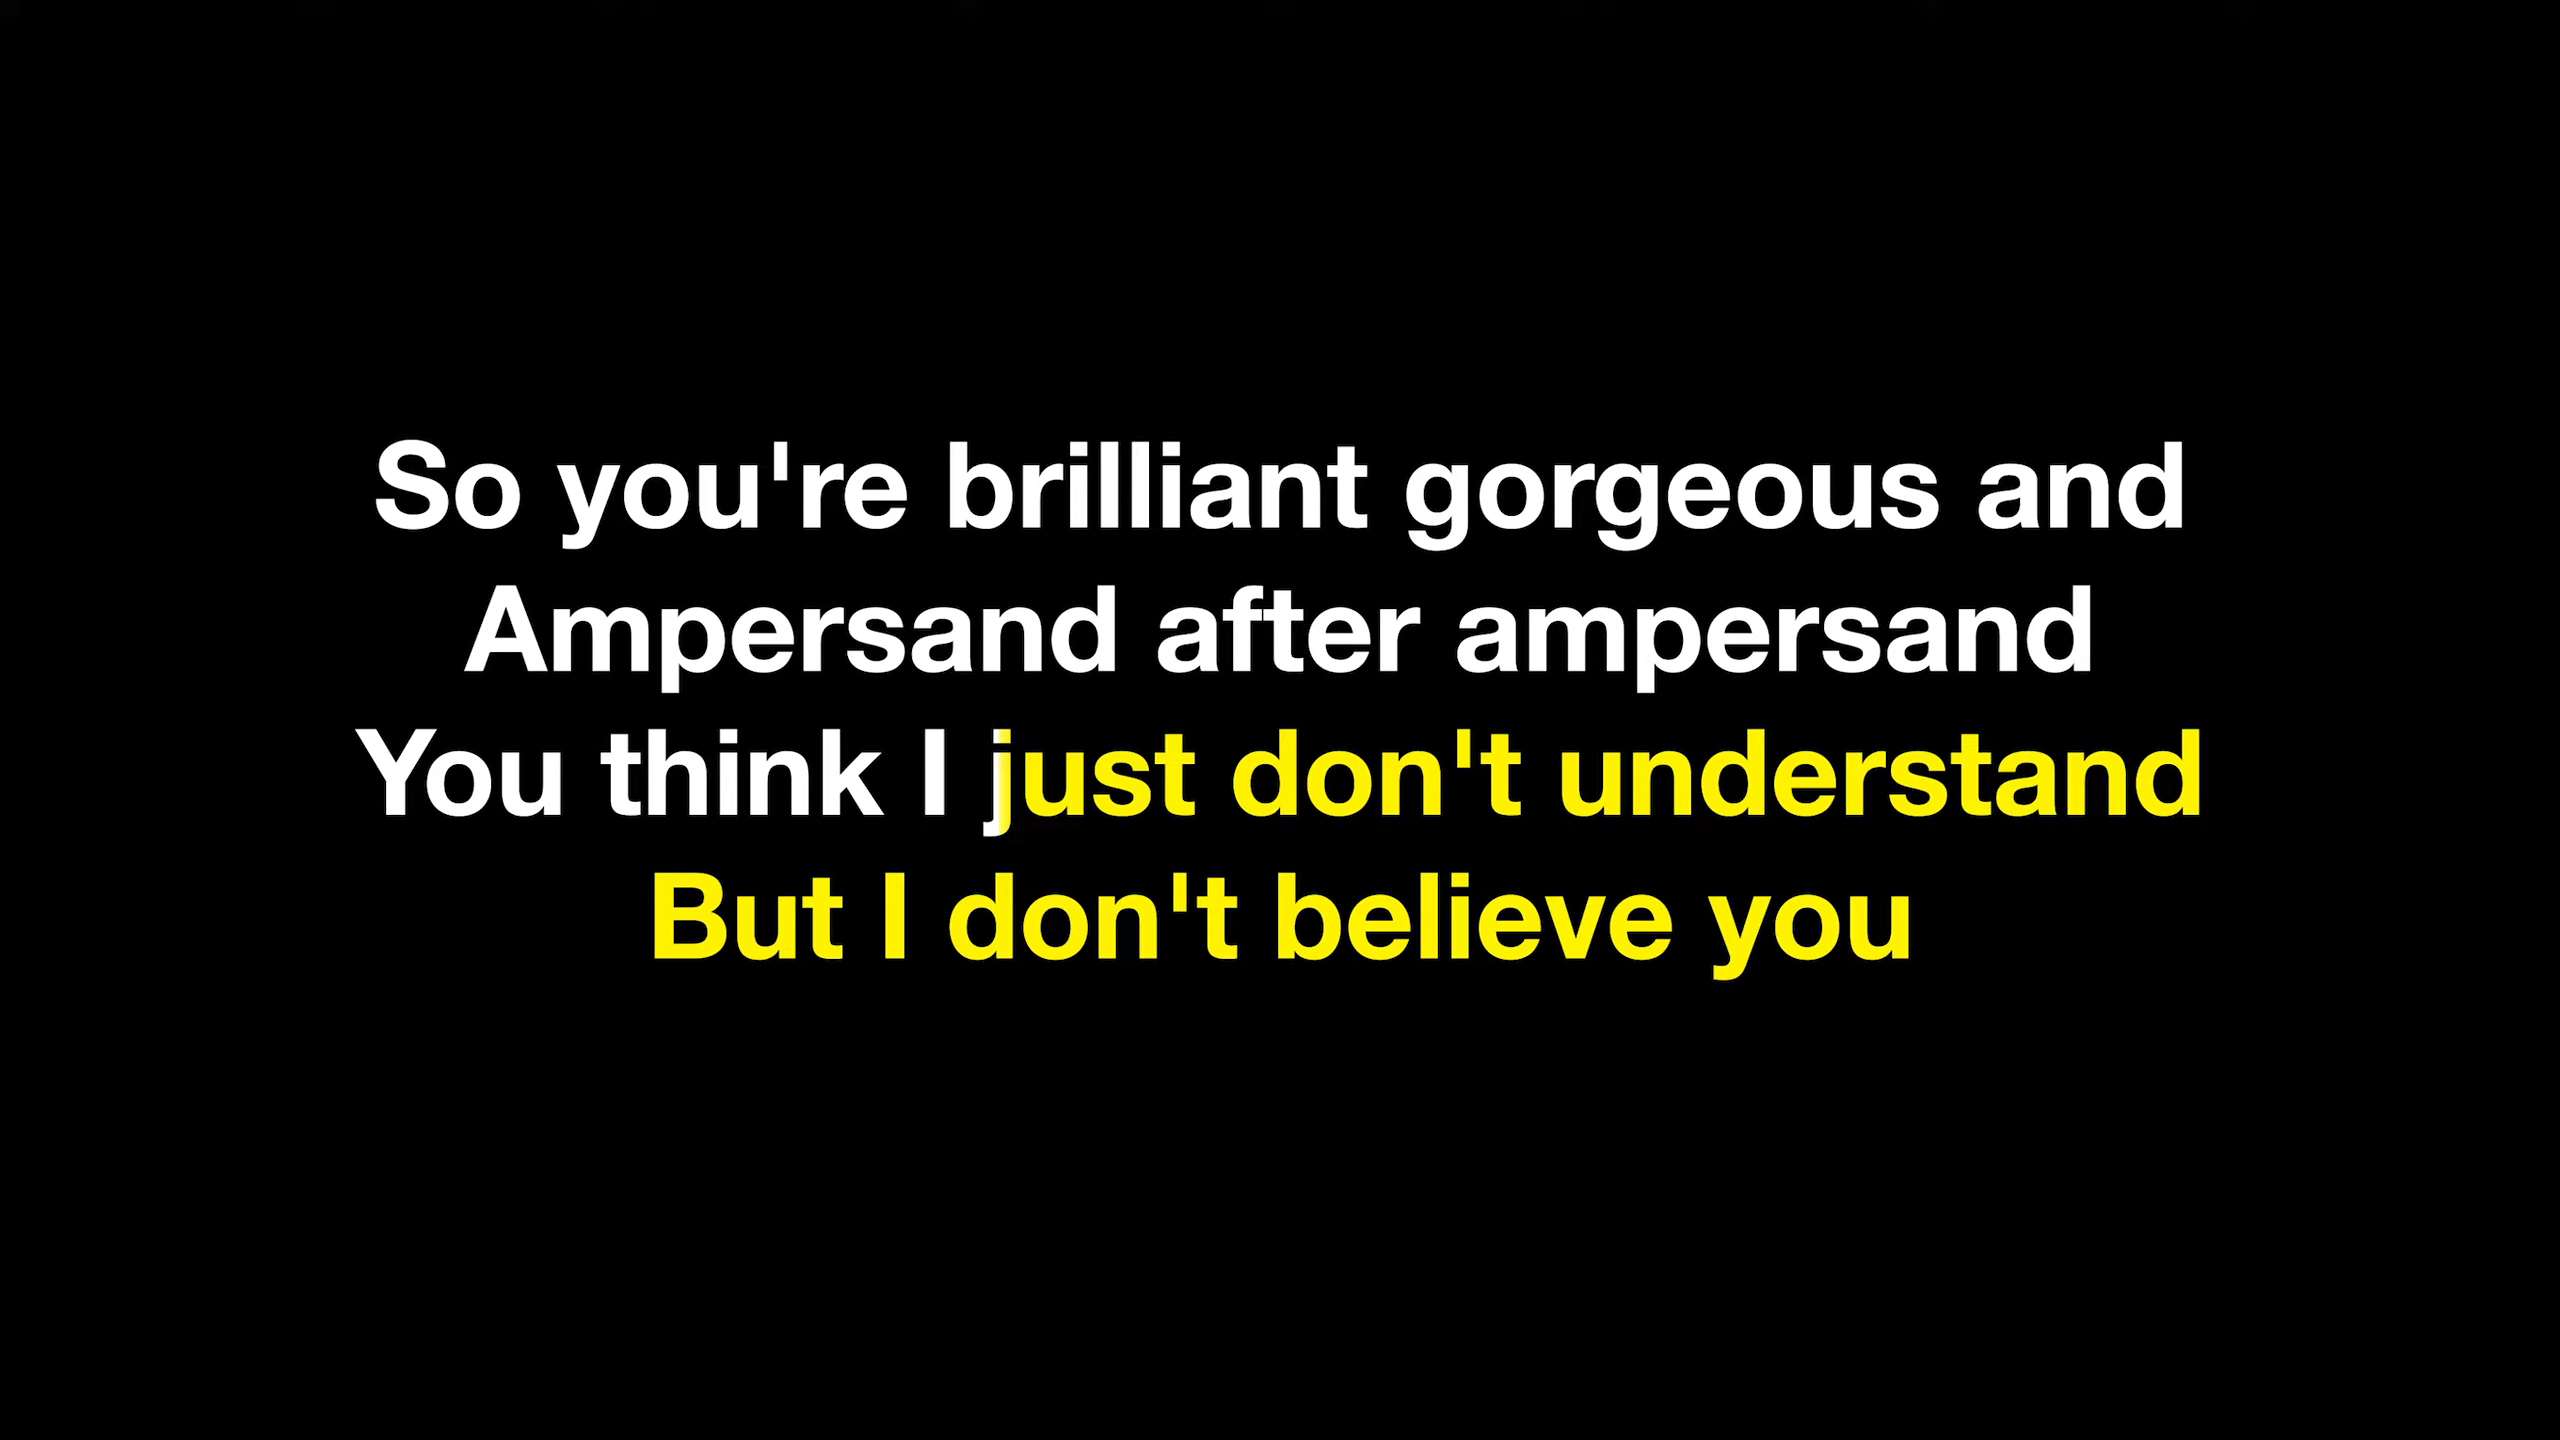 So you're brilliant gorgeous and
Ampersand after ampersand
You think I just don't understand
But I don't believe you